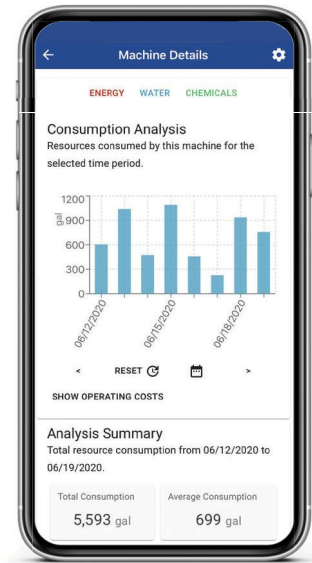 Machine Details
ENERGY WATER CHEMICALS
Consumption Analysis
Resources consumed by this machine for the
selected time period.
1200
gal
900
600
300
0
06/12/2020
06/15/2020
06/18/2020
< RESET >
SHOW OPERATING COSTS
Analysis Summary
Total resource consumption from 06/12/2020 to
06/19/2020.
Total Consumption
5,593 gal
Average Consumption
699 gal